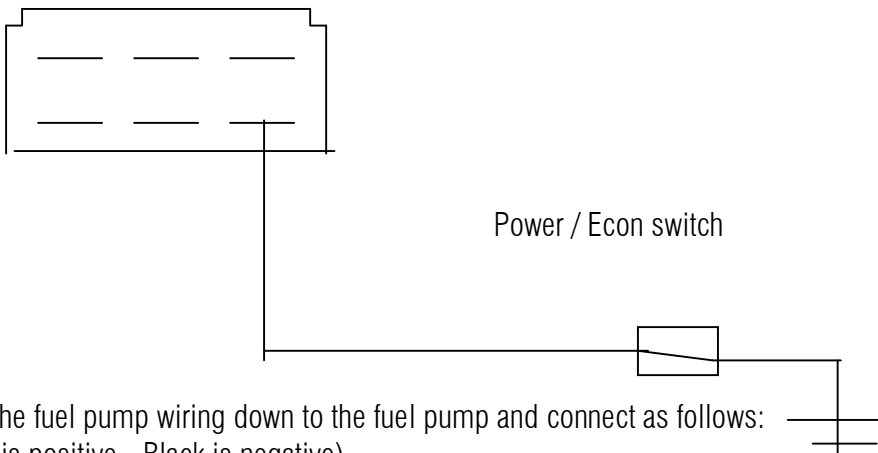 Power / Econ switch
he fuel pump wiring down to the fuel pump and connect as follows:
is positive Black is negative)